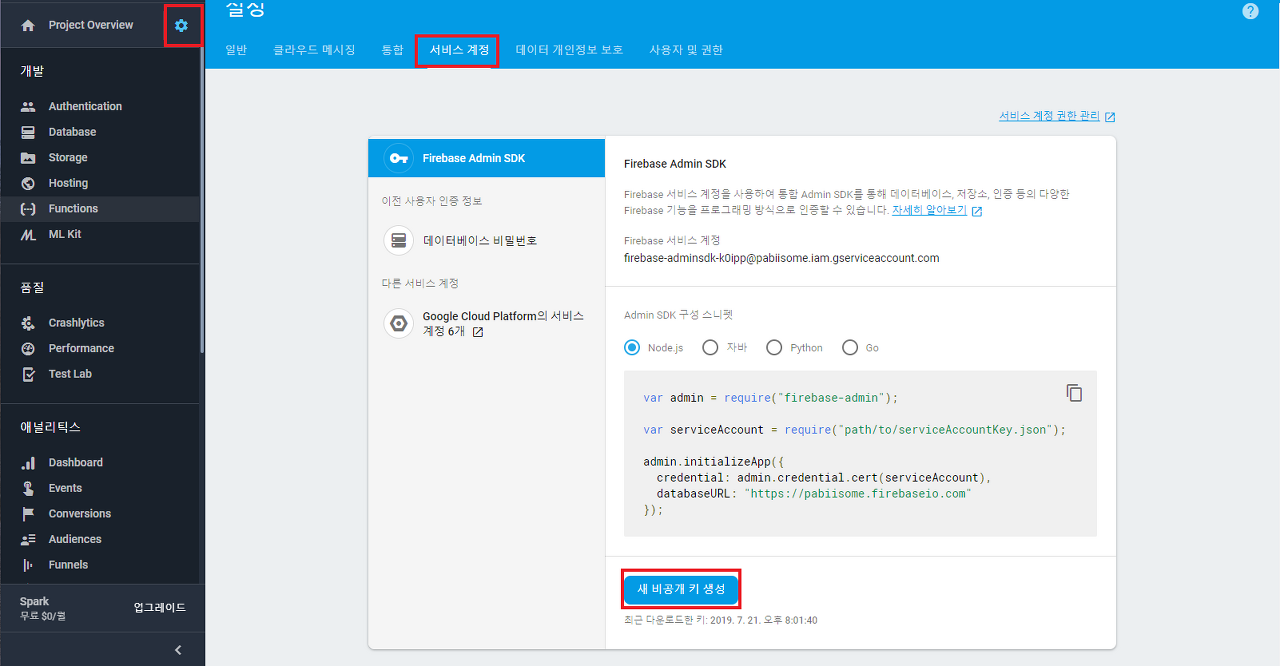 Project Overview
개발
Authentication
Database
Storage
Hosting
Functions
ML Kit
품질
Crashlytics
Performance
Test Lab
애널리틱스
Dashboard
Events
Conversions
Audiences
Funnels
Spark
무료 $0/월
업그레이드
설정
일반
클라우드 메시징
통합
서비스 계정
데이터 개인정보 보호
사용자 및 권한
서비스 계정 권한 관리
Firebase Admin SDK
이전 사용자 인증 정보
데이터베이스 비밀번호
다른 서비스 계정
Google Cloud Platform의 서비스
계정 6개
Firebase Admin SDK
Firebase 서비스 계정을 사용하여 통합 Admin SDK를 통해 데이터베이스, 저장소, 인증 등의 다양한
Firebase 기능을 프로그래밍 방식으로 인증할 수 있습니다. 자세히 알아보기
Firebase 서비스 계정
firebase-adminsdk-k0ipp@pabiisome.iam.gserviceaccount.com
Admin SDK 구성 스니펫
Node.js 자바 Python Go
var admin = require("firebase-admin");
var serviceAccount = require("path/to/serviceAccountKey.json");
admin.initializeApp({
credential: admin.credential.cert(serviceAccount),
databaseURL: "https://pabiisome.firebaseio.com"
});
새 비공개 키 생성
최근 다운로드한 키: 2019. 7. 21. 오후 8:01:40